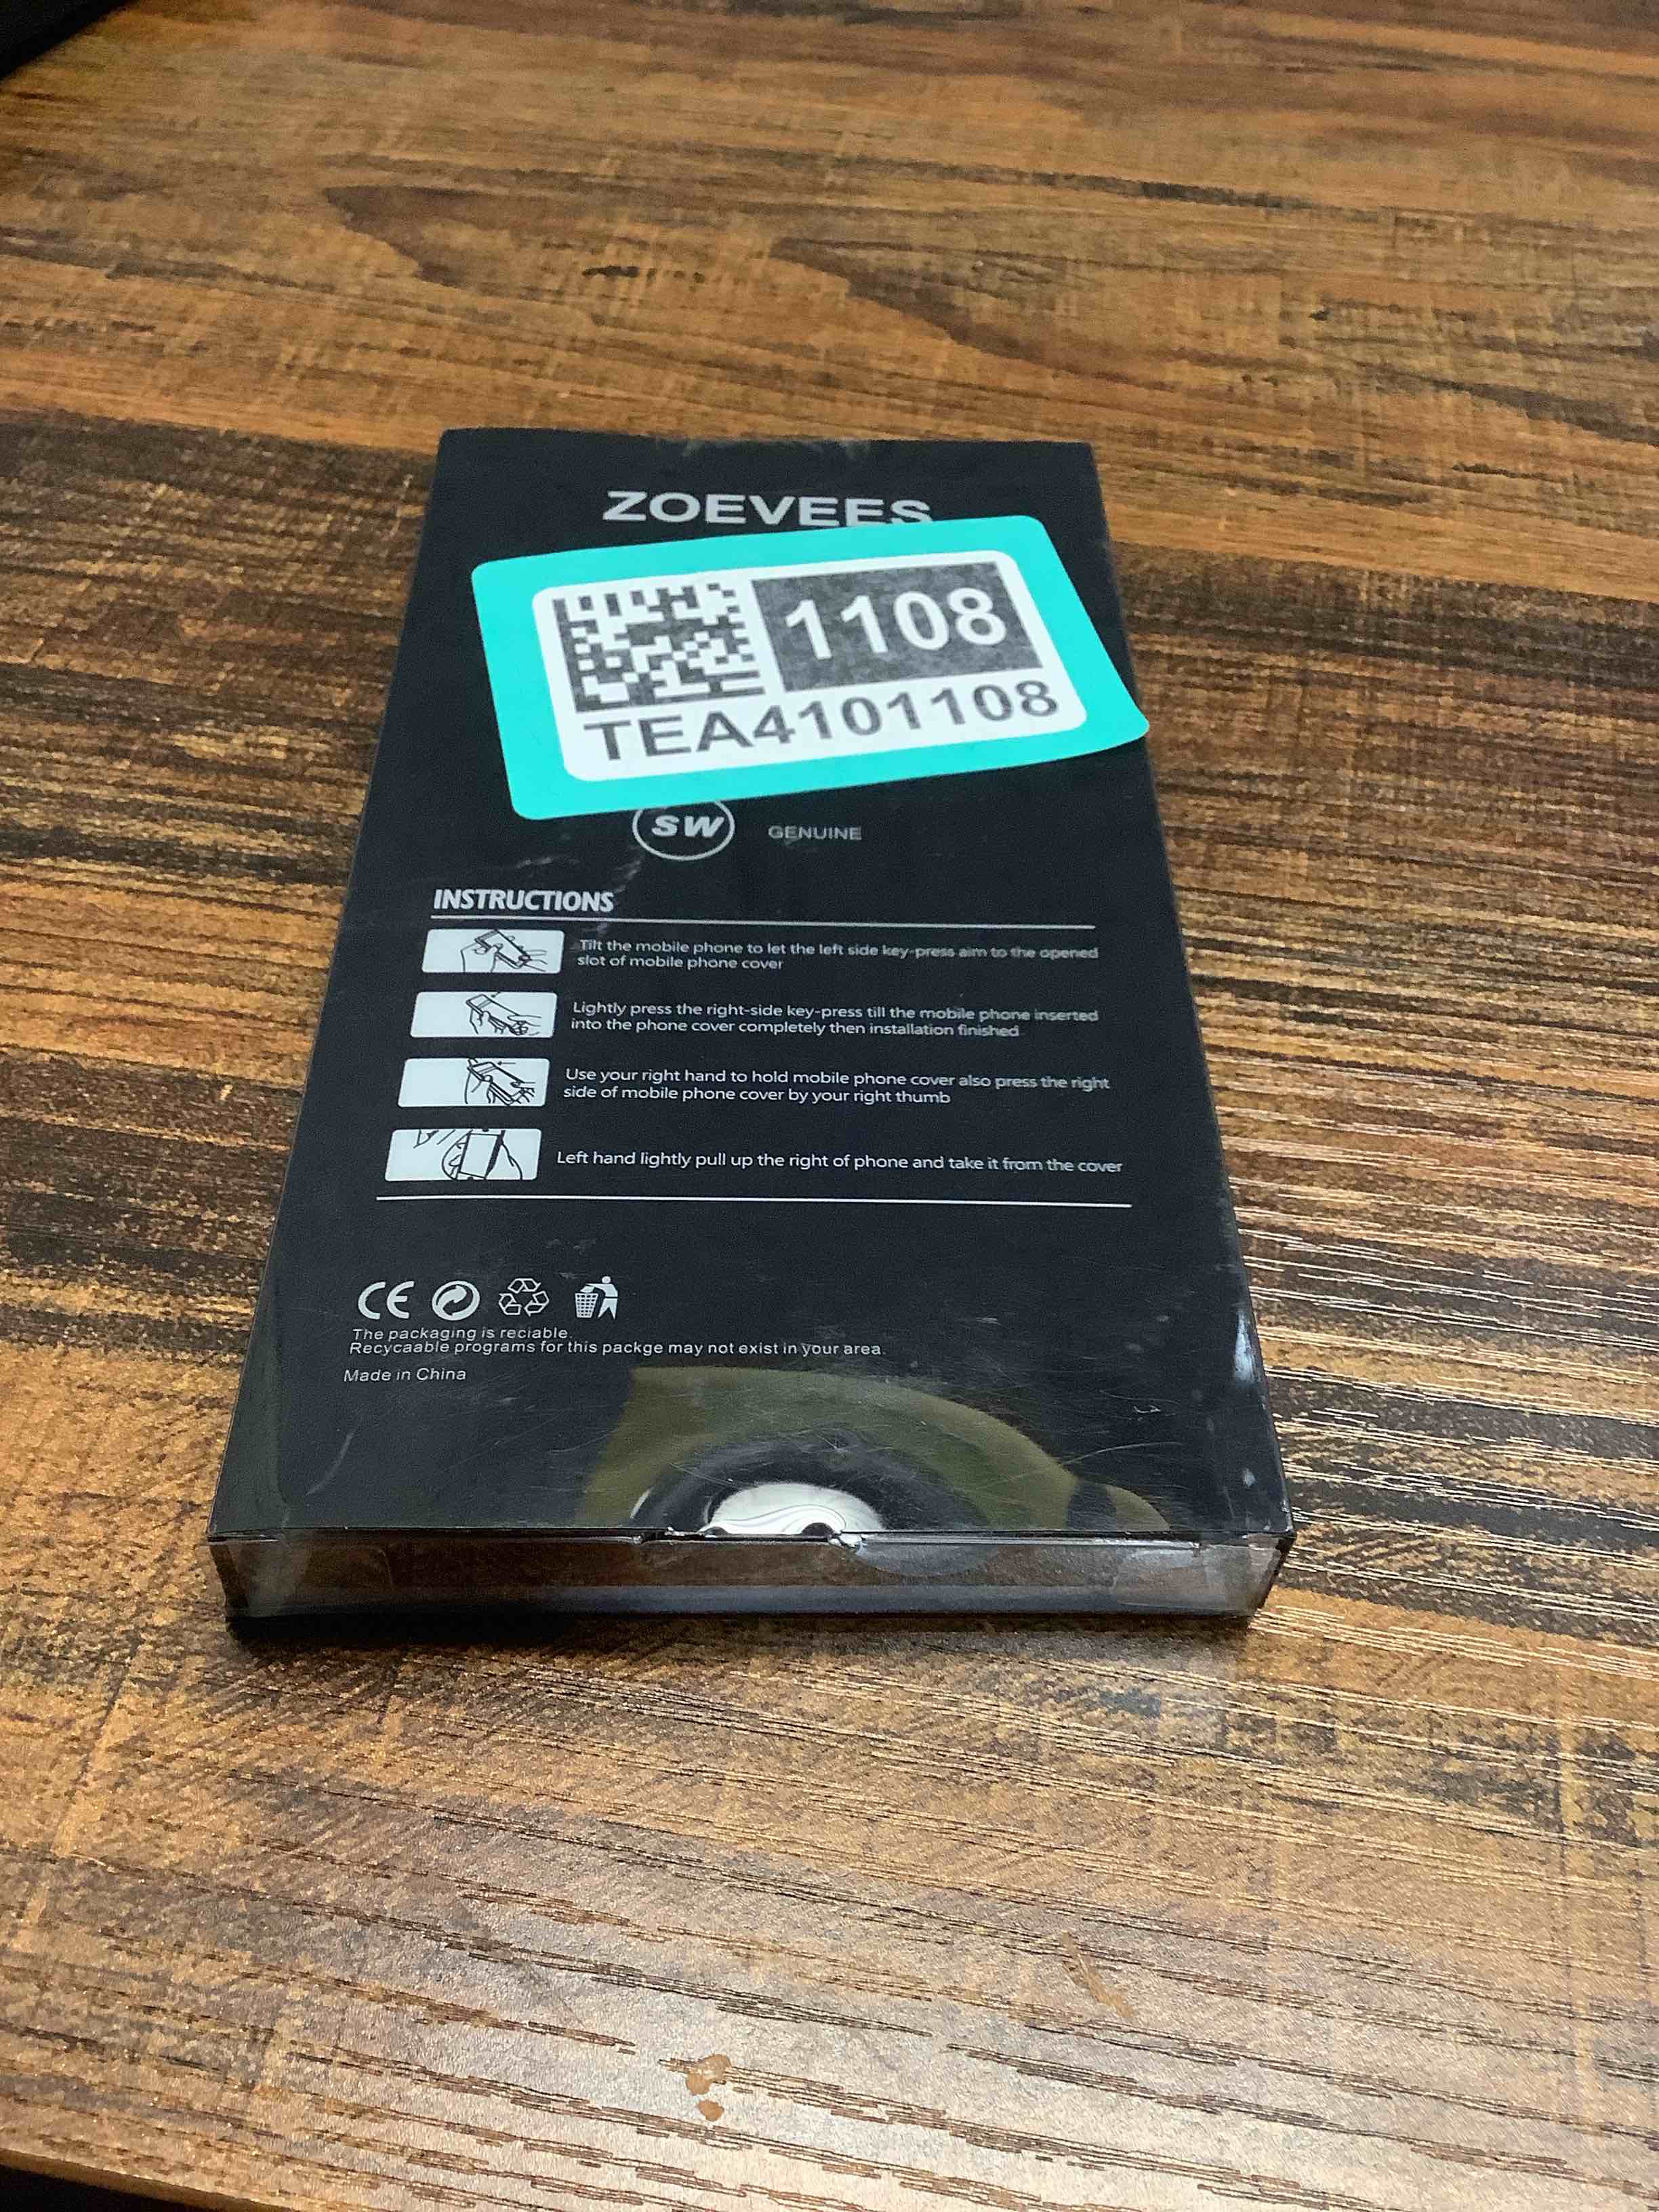 ZOEVEES
1108
TEA4101108
SW GENUINE
INSTRUCTIONS
Tilt the mobile phone to let the left side key-press aim to the opened
slot of mobile phone cover
Lightly press the right-side key-press till the mobile phone inserted
into the phone cover completely then installation finished
Use your right hand to hold mobile phone cover also press the right
side of mobile phone cover by your right thumb
Left hand lightly pull up the right of phone and take it from the cover
CE
The packaging is reciable.
Recycaable programs for this packge may not exist in your area.
Made in China